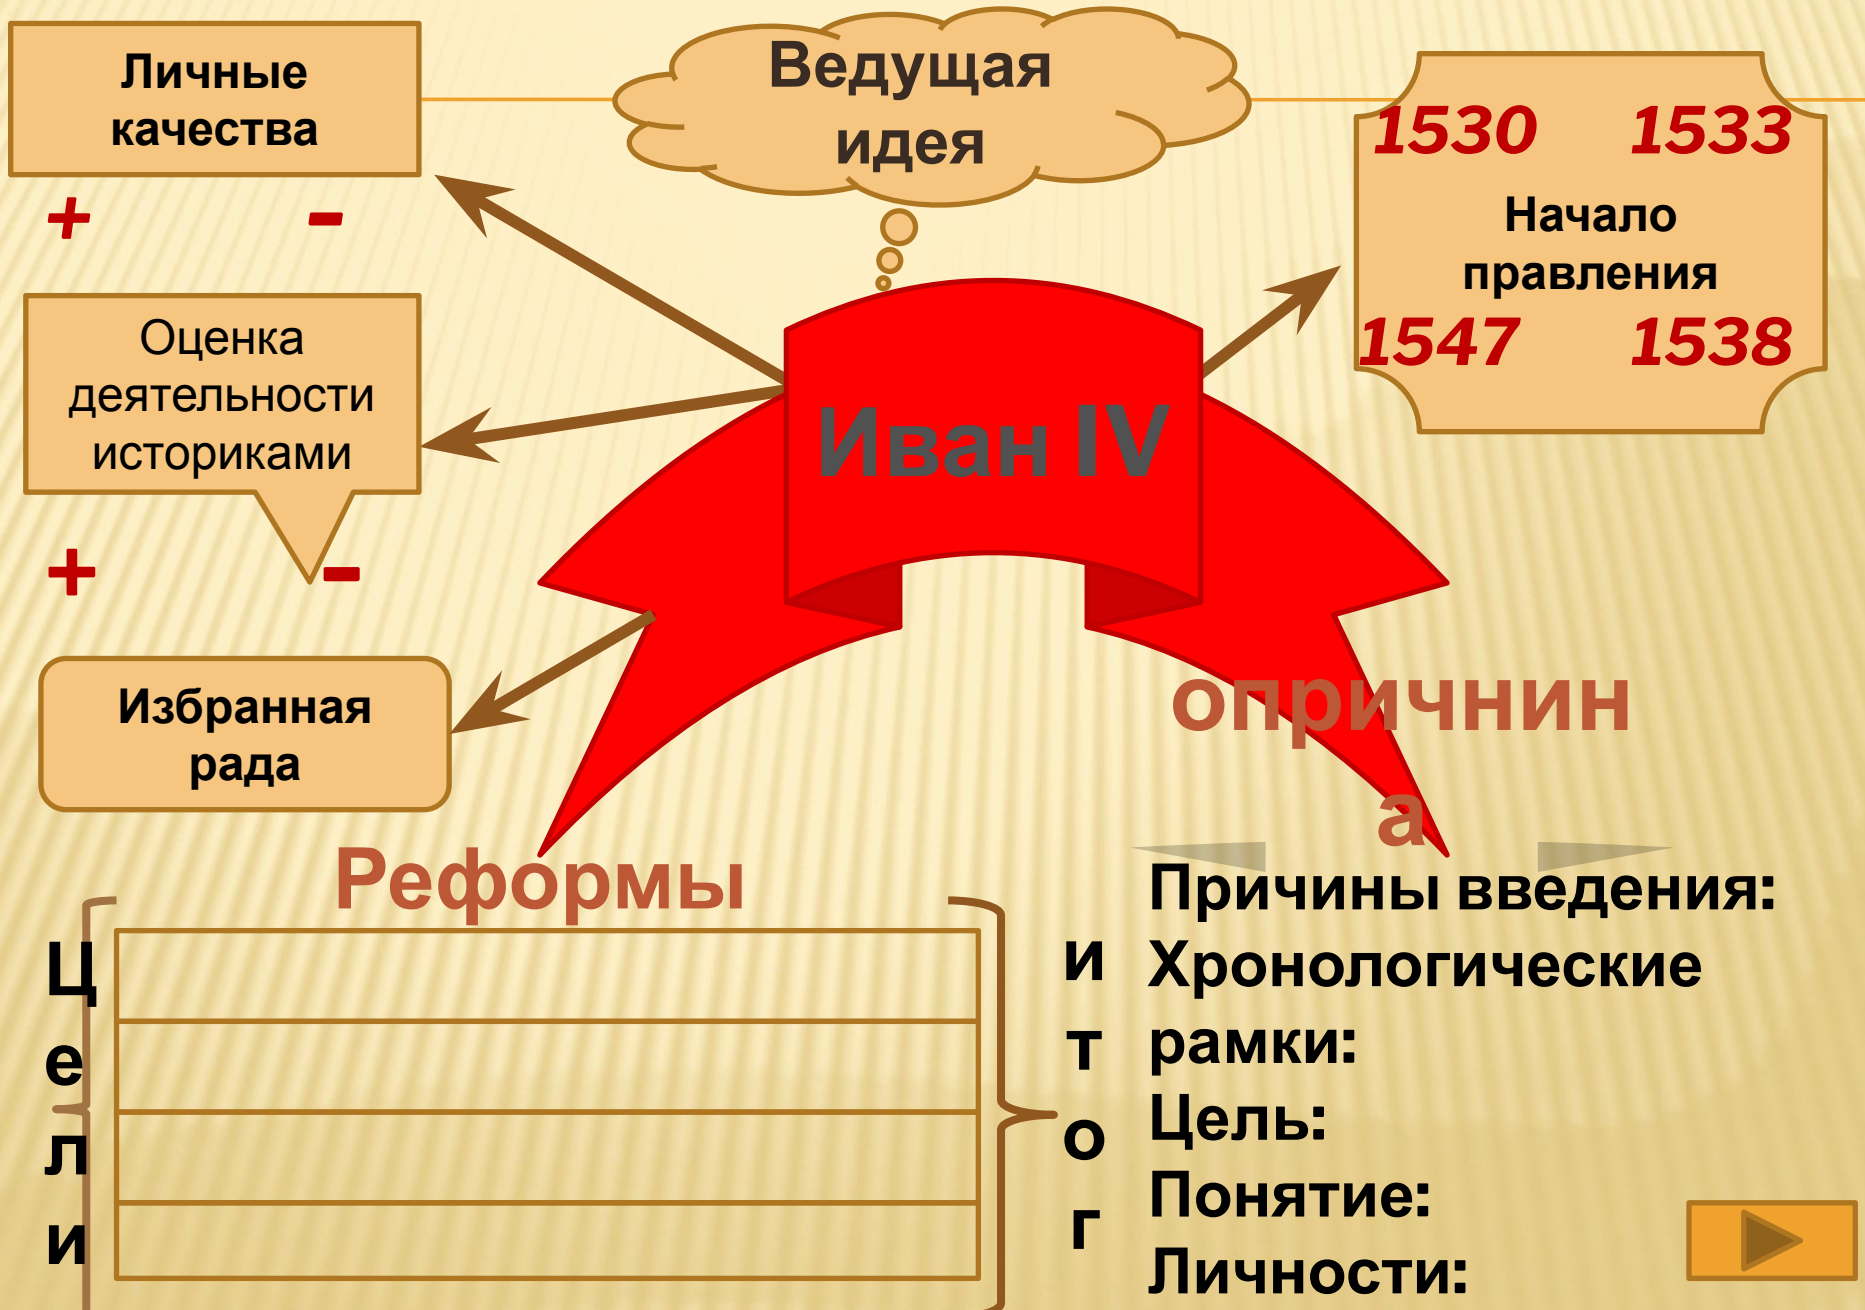 Личные
качества
+ -
Ведущая
идея
1530 1533
Начало
правления
1547 1538
Оценка
деятельности
историками
+ -
Иван IV
Избранная
рада
опричнин
а
Реформы
Ц
е
л
и
и
т
о
г
Причины введения:
Хронологические
рамки:
Цель:
Понятие:
Личности: